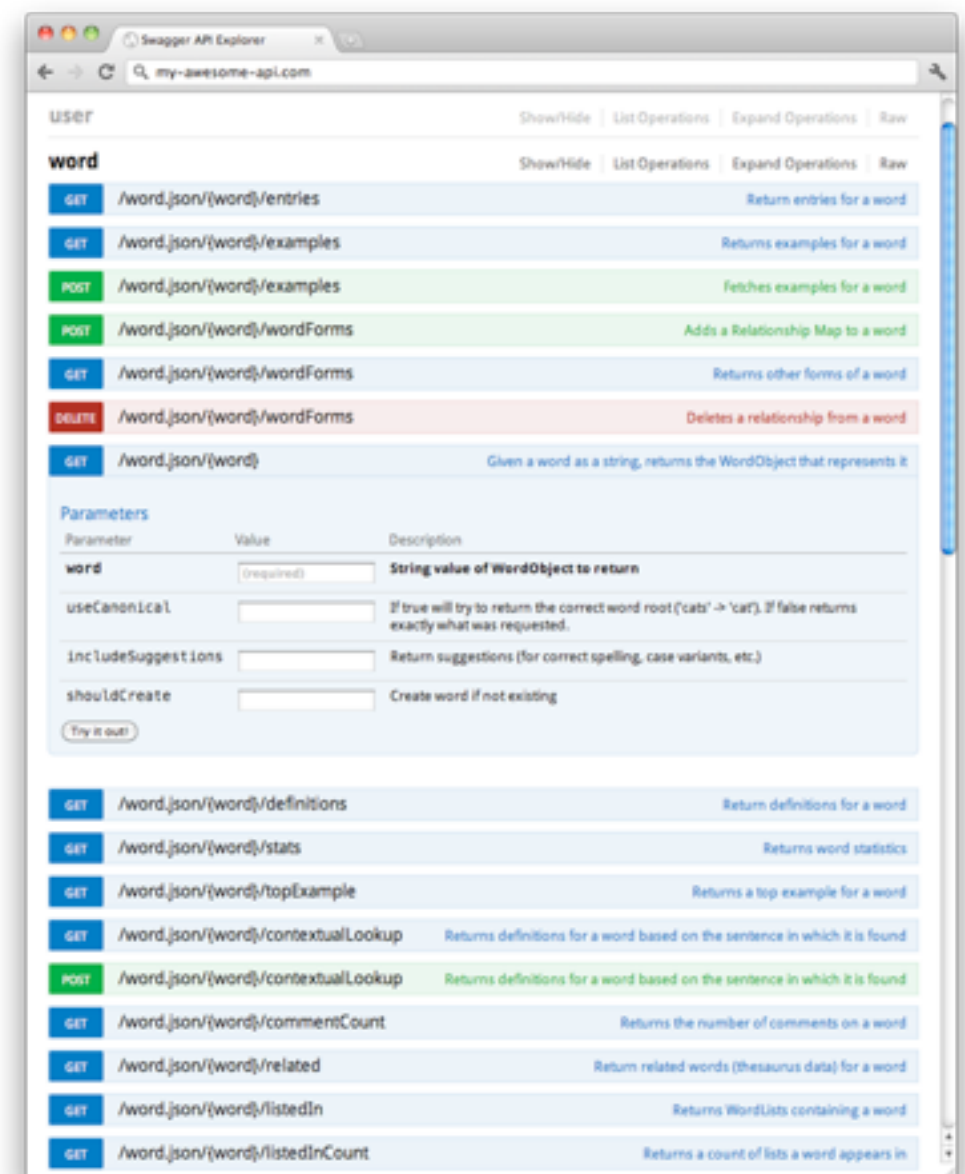 Swagger API Explorer
my-awesome-api.com
user Show/Hide List Operations Expand Operations Raw
word Show/Hide List Operations Expand Operations Raw
GET /word.json/{word}/entries Return entries for a word
GET /word.json/{word}/examples Returns examples for a word
POST /word.json/{word}/examples Fetches examples for a word
POST /word.json/{word}/wordForms Adds a Relationship Map to a word
GET /word.json/{word}/wordForms Returns other forms of a word
DELETE /word.json/{word}/wordForms Deletes a relationship from a word
GET /word.json/{word} Given a word as a string, returns the WordObject that represents it
Parameters
Parameter Value Description
word (required) String value of WordObject to return
useCanonical If true will try to return the correct word root ('cats' -> 'cat'). If false returns
exactly what was requested.
includeSuggestions Return suggestions (for correct spelling, case variants, etc.)
shouldCreate Create word if not existing
Try it out!
GET /word.json/{word}/definitions Return definitions for a word
GET /word.json/{word}/stats Returns word statistics
GET /word.json/{word}/topExample Returns a top example for a word
GET /word.json/{word}/contextualLookup Returns definitions for a word based on the sentence in which it is found
POST /word.json/{word}/contextualLookup Returns definitions for a word based on the sentence in which it is found
GET /word.json/{word}/commentCount Returns the number of comments on a word
GET /word.json/{word}/related Return related words (thesaurus data) for a word
GET /word.json/{word}/listedIn Returns WordLists containing a word
GET /word.json/{word}/listedInCount Returns a count of lists a word appears in